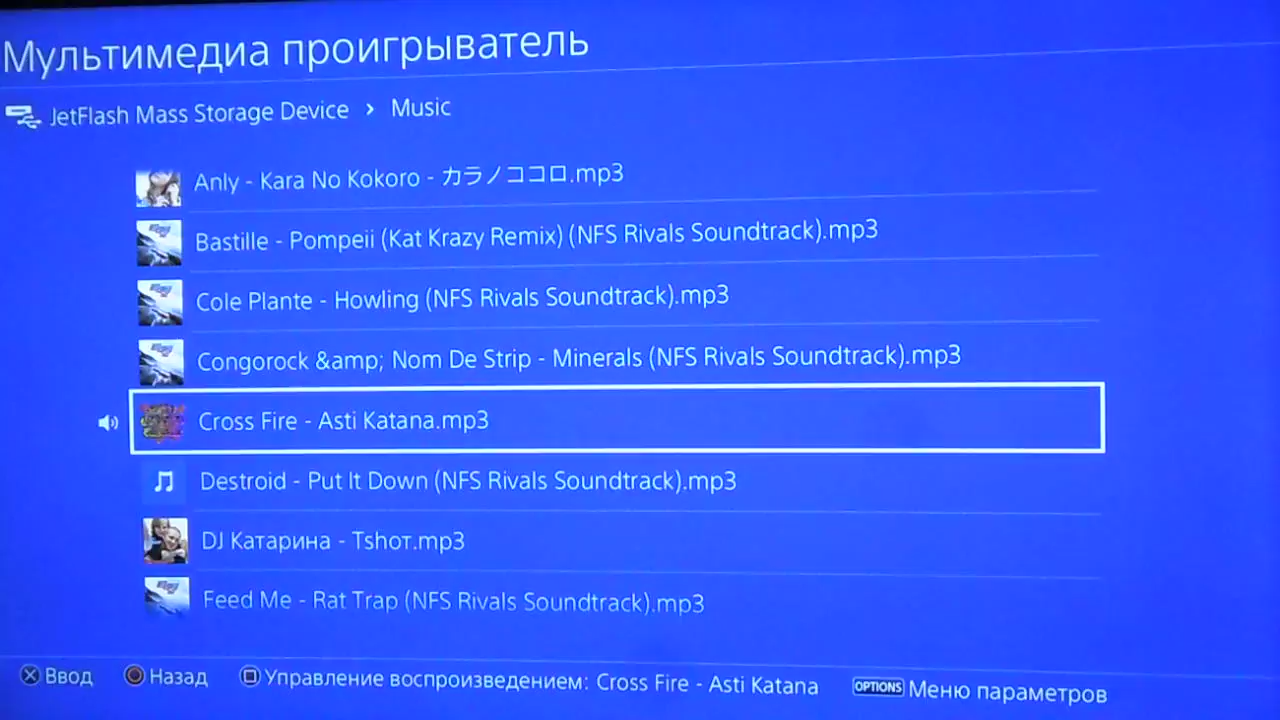 Мультимедиа проигрыватель
JetFlash Mass Storage Device › Music
Anly - Kara No Kokoro - カラノココロ.mp3
Bastille - Pompeii (Kat Krazy Remix) (NFS Rivals Soundtrack).mp3
Cole Plante - Howling (NFS Rivals Soundtrack).mp3
Congorock &amp; Nom De Strip - Minerals (NFS Rivals Soundtrack).mp3
Cross Fire - Asti Katana.mp3
Destroid - Put It Down (NFS Rivals Soundtrack).mp3
DJ Катарина - Tshот.mp3
Feed Me - Rat Trap (NFS Rivals Soundtrack).mp3
Ввод Назад Управление воспроизведением: Cross Fire - Asti Katana OPTIONS Меню параметров